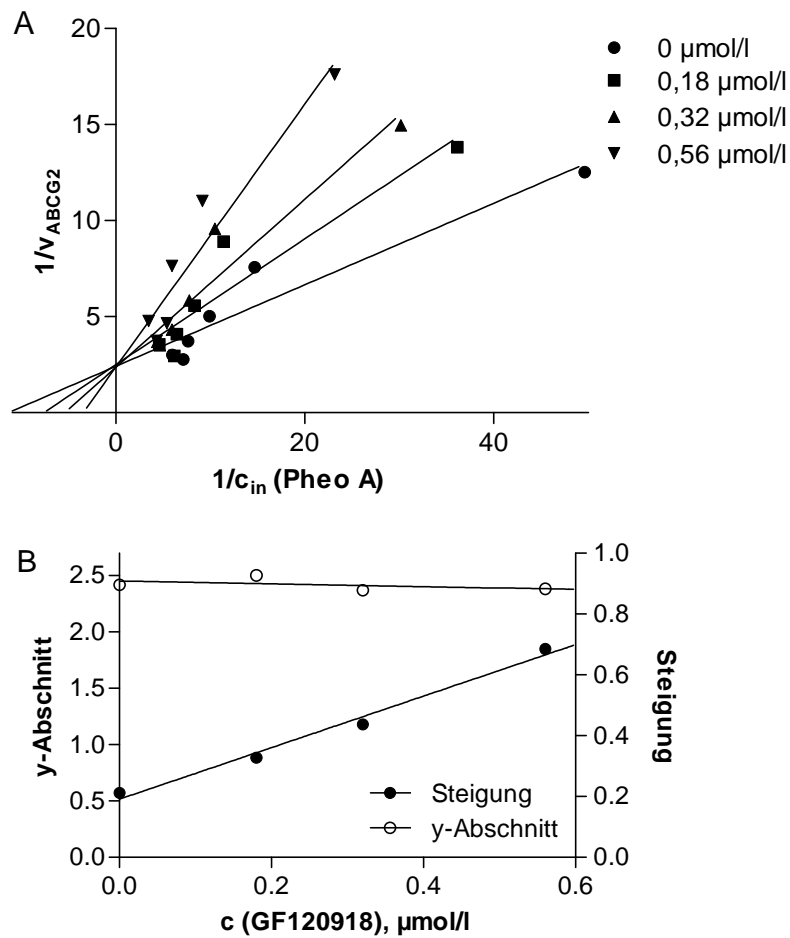 A
20
15
10
5
1/v_ABCG2
0 µmol/l
0,18 µmol/l
0,32 µmol/l
0,56 µmol/l
0
20
40
1/c_in (Pheo A)
B
2.5
2.0
1.5
1.0
0.5
0.0
y-Abschnitt
1.0
0.8
0.6
0.4
0.2
0.0
Steigung
Steigung
y-Abschnitt
0.0
0.2
0.4
0.6
c (GF120918), µmol/l